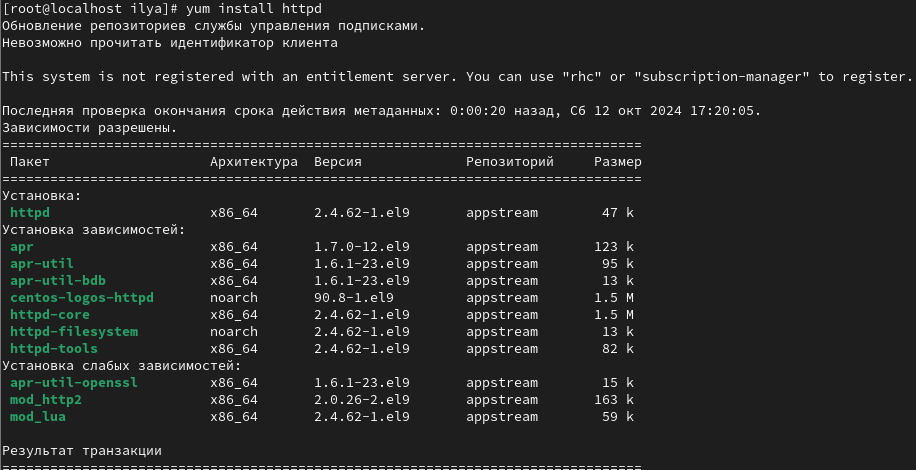 [root@localhost ilya]# yum install httpd
Обновление репозиториев службы управления подписками.
Невозможно прочитать идентификатор клиента
This system is not registered with an entitlement server. You can use "rhc" or "subscription-manager" to register.
Последняя проверка окончания срока действия метаданных: 0:00:20 назад, Сб 12 окт 2024 17:20:05.
Зависимости разрешены.
================================================================================
Пакет Архитектура Версия Репозиторий Размер
================================================================================
Установка:
httpd x86_64 2.4.62-1.el9 appstream 47 k
Установка зависимостей:
apr x86_64 1.7.0-12.el9 appstream 123 k
apr-util x86_64 1.6.1-23.el9 appstream 95 k
apr-util-bdb x86_64 1.6.1-23.el9 appstream 13 k
centos-logos-httpd noarch 90.8-1.el9 appstream 1.5 M
httpd-core x86_64 2.4.62-1.el9 appstream 1.5 M
httpd-filesystem noarch 2.4.62-1.el9 appstream 13 k
httpd-tools x86_64 2.4.62-1.el9 appstream 82 k
Установка слабых зависимостей:
apr-util-openssl x86_64 1.6.1-23.el9 appstream 15 k
mod_http2 x86_64 2.0.26-2.el9 appstream 163 k
mod_lua x86_64 2.4.62-1.el9 appstream 59 k
Результат транзакции
================================================================================